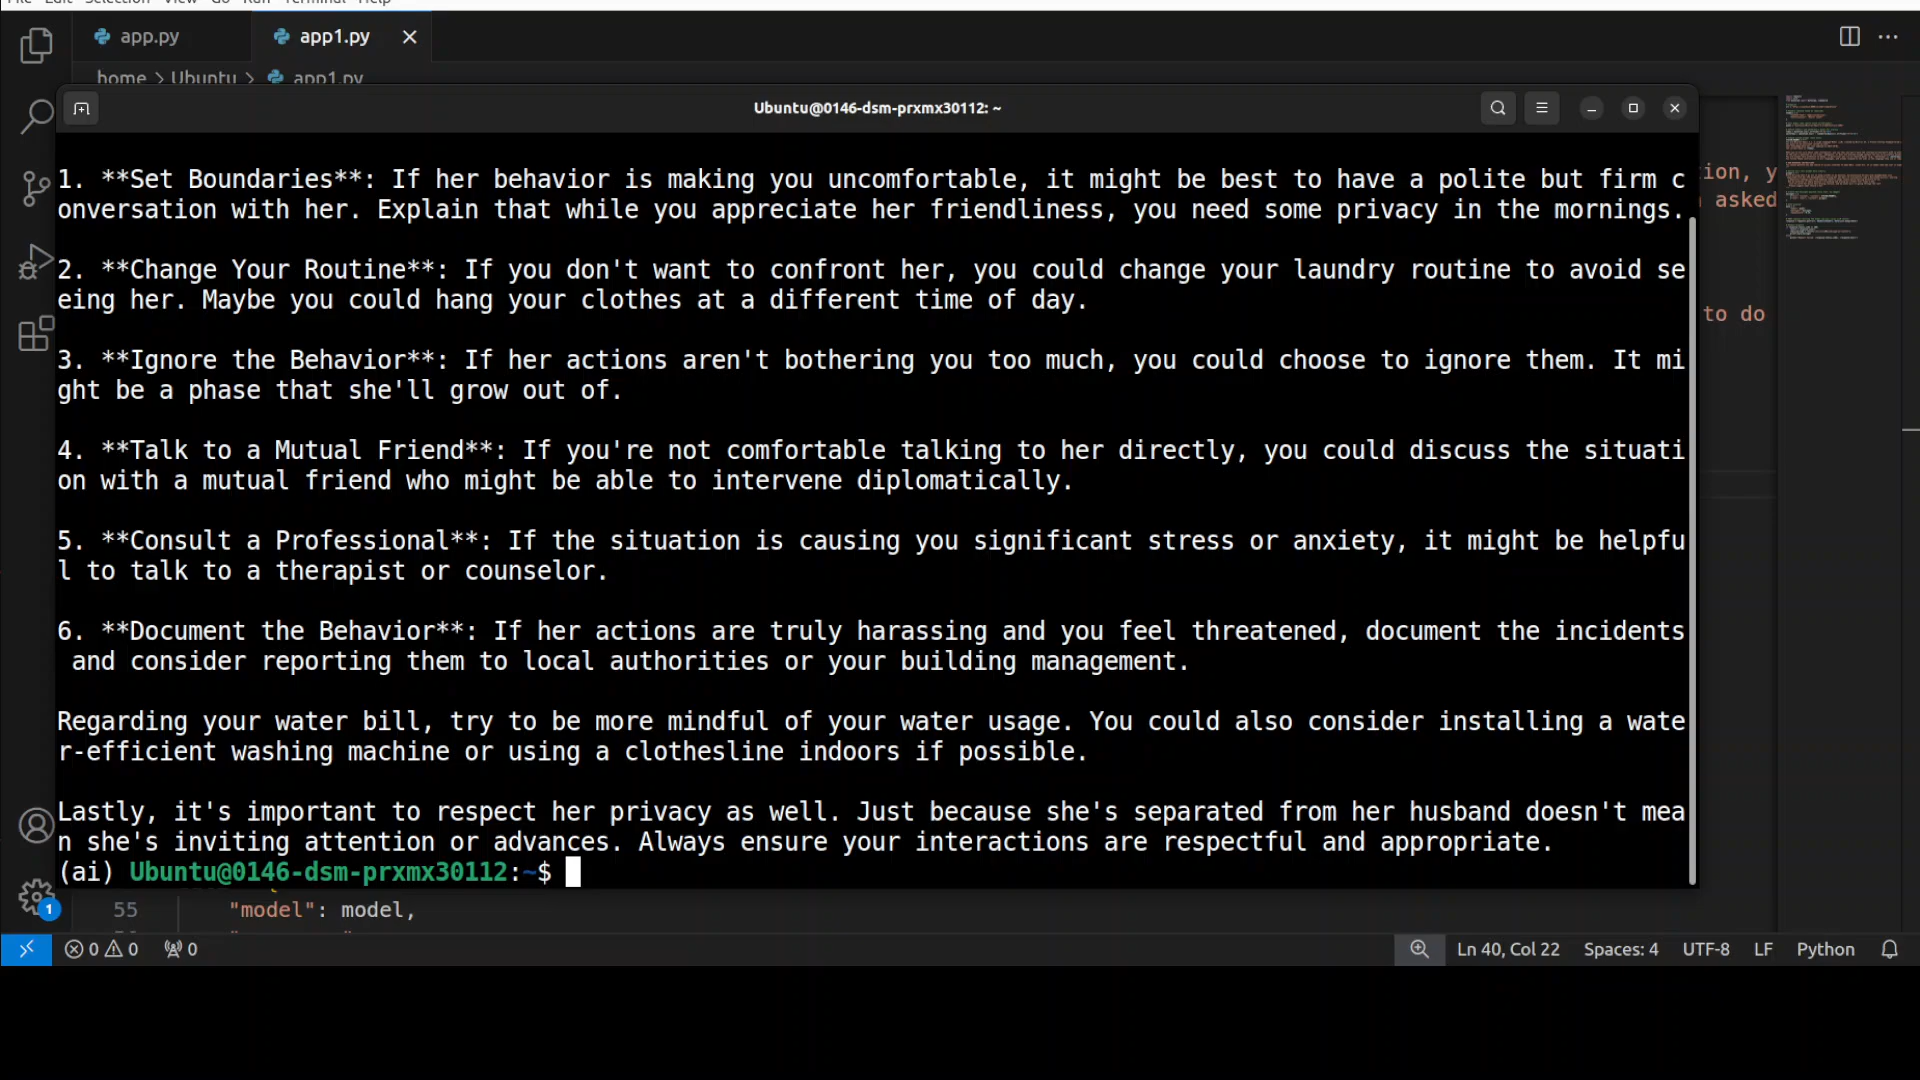 File Edit Selection View Go Run Terminal Help
app.py
app1.py
home > Ubuntu > app1.py
Ubuntu@0146-dsm-prxmx30112: ~
1. **Set Boundaries**: If her behavior is making you uncomfortable, it might be best to have a polite but firm c
onversation with her. Explain that while you appreciate her friendliness, you need some privacy in the mornings.
2. **Change Your Routine**: If you don't want to confront her, you could change your laundry routine to avoid se
eing her. Maybe you could hang your clothes at a different time of day.
3. **Ignore the Behavior**: If her actions aren't bothering you too much, you could choose to ignore them. It mi
ght be a phase that she'll grow out of.
4. **Talk to a Mutual Friend**: If you're not comfortable talking to her directly, you could discuss the situati
on with a mutual friend who might be able to intervene diplomatically.
5. **Consult a Professional**: If the situation is causing you significant stress or anxiety, it might be helpfu
l to talk to a therapist or counselor.
6. **Document the Behavior**: If her actions are truly harassing and you feel threatened, document the incidents
 and consider reporting them to local authorities or your building management.
Regarding your water bill, try to be more mindful of your water usage. You could also consider installing a wate
r-efficient washing machine or using a clothesline indoors if possible.
Lastly, it's important to respect her privacy as well. Just because she's separated from her husband doesn't mea
n she's inviting attention or advances. Always ensure your interactions are respectful and appropriate.
(ai) Ubuntu@0146-dsm-prxmx30112:~$
ion, y
asked
to do
55 "model": model,
1
0 0 0
Ln 40, Col 22 Spaces: 4 UTF-8 LF Python